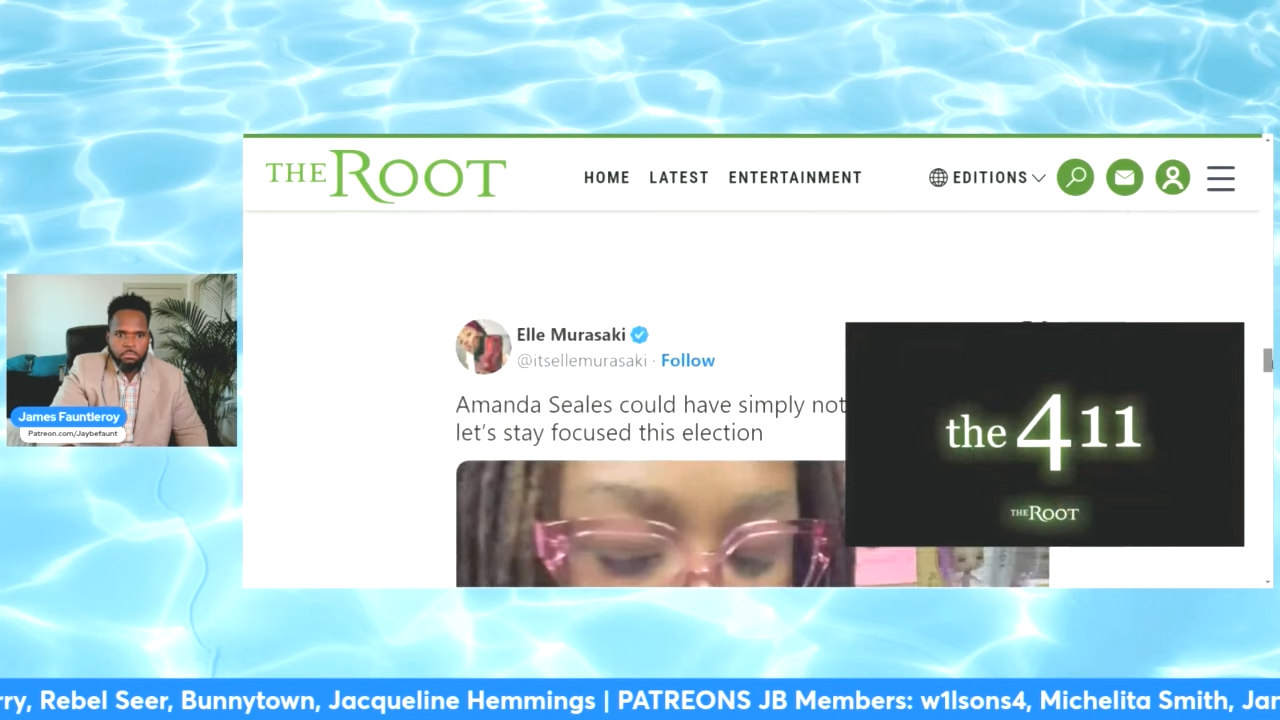 THE ROOT
HOME LATEST ENTERTAINMENT EDITIONS
Elle Murasaki
@itsellemurasaki · Follow
Amanda Seales could have simply not
let's stay focused this election
the 411
THE ROOT
James Fauntleroy
Patreon.com/Jaybefaunt
rry, Rebel Seer, Bunnytown, Jacqueline Hemmings | PATREONS JB Members: w1lsons4, Michelita Smith, Jar